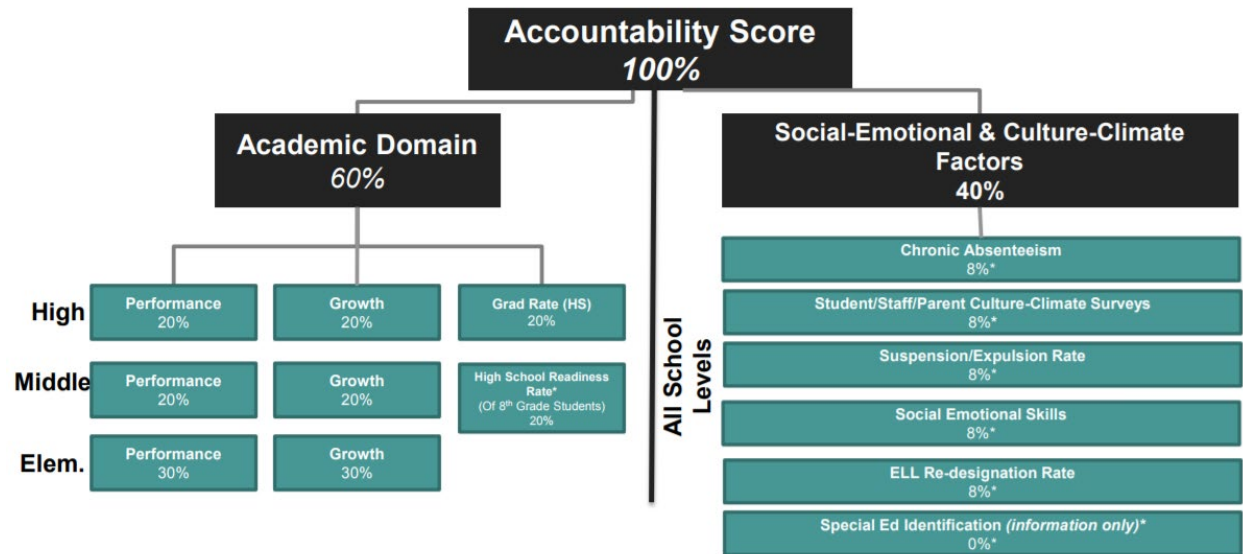 Accountability Score
100%
Academic Domain
60%
Social-Emotional & Culture-Climate
Factors
40%
High
Performance
20%
Growth
20%
Grad Rate (HS)
20%
Middle
Performance
20%
Growth
20%
High School Readiness
Rate*
(Of 8th Grade Students)
20%
Elem.
Performance
30%
Growth
30%
All School
Levels
Chronic Absenteeism
8%*
Student/Staff/Parent Culture-Climate Surveys
8%*
Suspension/Expulsion Rate
8%*
Social Emotional Skills
8%*
ELL Re-designation Rate
8%*
Special Ed Identification (information only)*
0%*